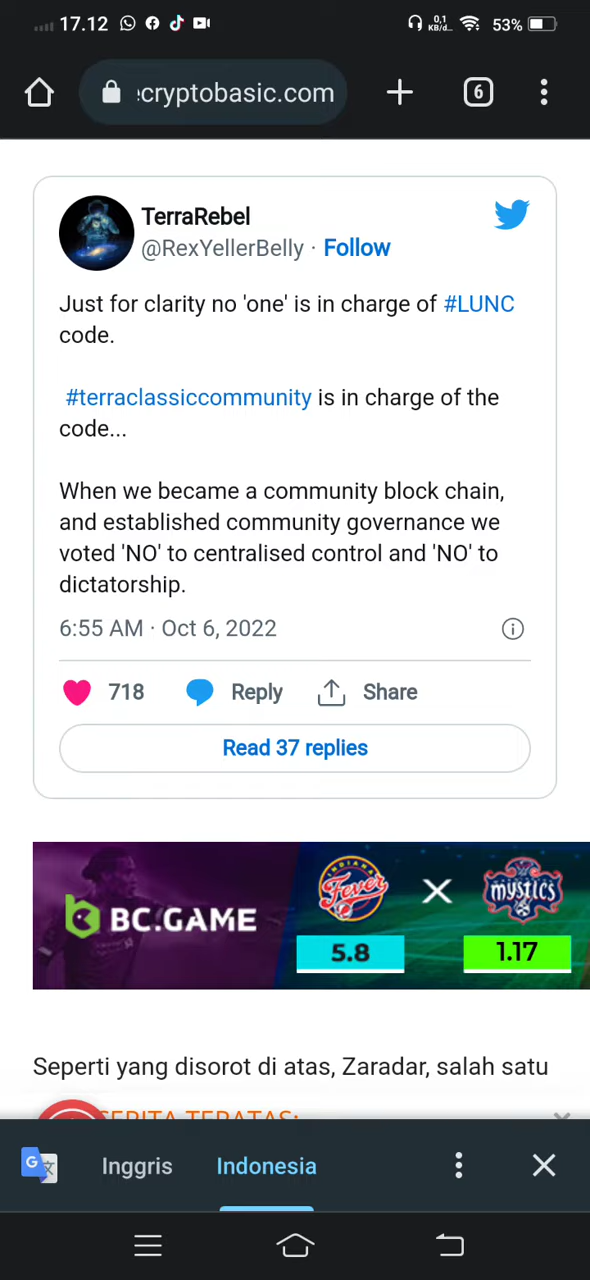 17.12
0,1
KB/d...
53%
:cryptobasic.com
6
TerraRebel
@RexYellerBelly · Follow
Just for clarity no 'one' is in charge of #LUNC
code.
#terraclassiccommunity is in charge of the
code...
When we became a community block chain,
and established community governance we
voted 'NO' to centralised control and 'NO' to
dictatorship.
6:55 AM · Oct 6, 2022
718 Reply Share
Read 37 replies
BC.GAME
INDIANA
Fever
X
MYSTICS
5.8
1.17
Seperti yang disorot di atas, Zaradar, salah satu
Inggris Indonesia